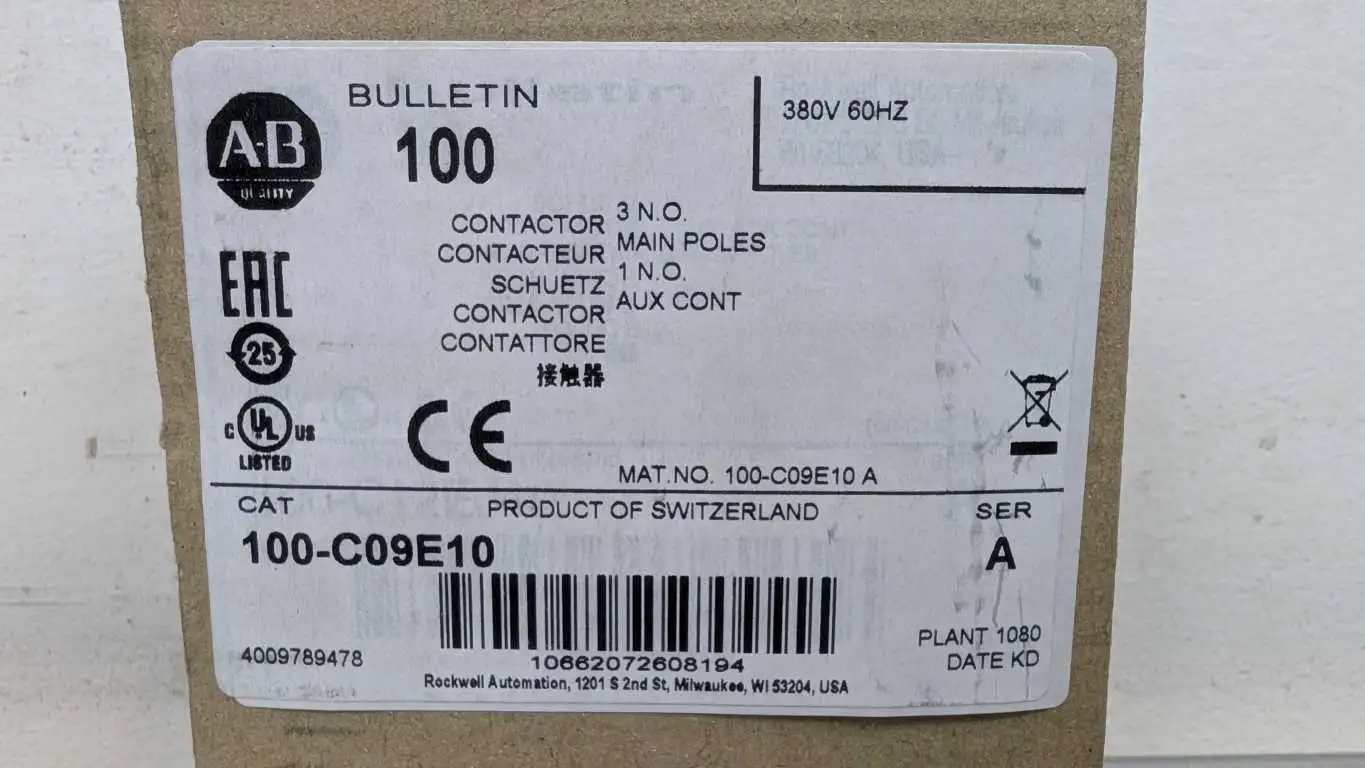 A-B
QUALITY
BULLETIN
100
380V 60HZ
CONTACTOR
CONTACTEUR
SCHUETZ
CONTACTOR
CONTATTORE
接触器
3 N.O.
MAIN POLES
1 N.O.
AUX CONT
EAC
25
C UL US
LISTED
CE
MAT.NO. 100-C09E10 A
CAT
PRODUCT OF SWITZERLAND
SER
100-C09E10
A
4009789478
10662072608194
PLANT 1080
DATE KD
Rockwell Automation, 1201 S 2nd St, Milwaukee, WI 53204, USA